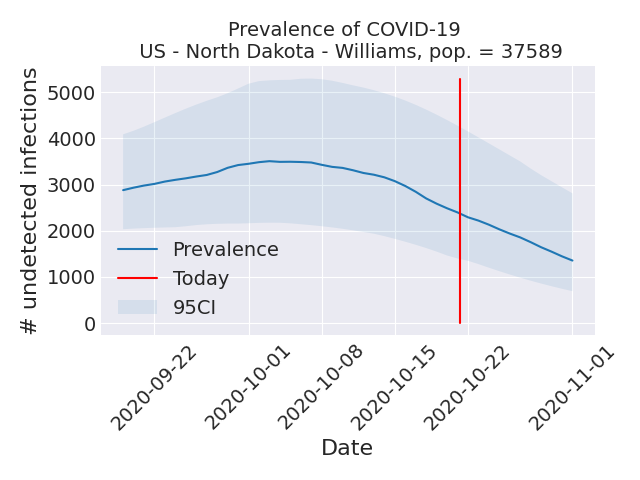 Prevalence of COVID-19
US - North Dakota - Williams, pop. = 37589
# undetected infections
5000
4000
3000
2000
1000
0
Prevalence
Today
95CI
2020-09-22
2020-10-01
2020-10-08
2020-10-15
2020-10-22
2020-11-01
Date